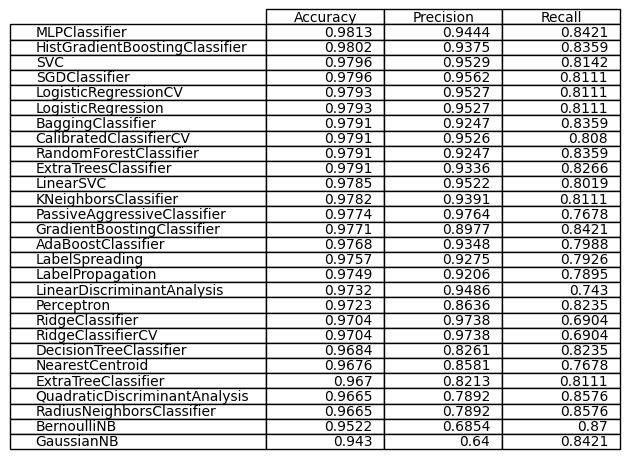 Accuracy Precision Recall
MLPClassifier 0.9813 0.9444 0.8421
HistGradientBoostingClassifier 0.9802 0.9375 0.8359
SVC 0.9796 0.9529 0.8142
SGDClassifier 0.9796 0.9562 0.8111
LogisticRegressionCV 0.9793 0.9527 0.8111
LogisticRegression 0.9793 0.9527 0.8111
BaggingClassifier 0.9791 0.9247 0.8359
CalibratedClassifierCV 0.9791 0.9526 0.808
RandomForestClassifier 0.9791 0.9247 0.8359
ExtraTreesClassifier 0.9791 0.9336 0.8266
LinearSVC 0.9785 0.9522 0.8019
KNeighborsClassifier 0.9782 0.9391 0.8111
PassiveAggressiveClassifier 0.9774 0.9764 0.7678
GradientBoostingClassifier 0.9771 0.8977 0.8421
AdaBoostClassifier 0.9768 0.9348 0.7988
LabelSpreading 0.9757 0.9275 0.7926
LabelPropagation 0.9749 0.9206 0.7895
LinearDiscriminantAnalysis 0.9732 0.9486 0.743
Perceptron 0.9723 0.8636 0.8235
RidgeClassifier 0.9704 0.9738 0.6904
RidgeClassifierCV 0.9704 0.9738 0.6904
DecisionTreeClassifier 0.9684 0.8261 0.8235
NearestCentroid 0.9676 0.8581 0.7678
ExtraTreeClassifier 0.967 0.8213 0.8111
QuadraticDiscriminantAnalysis 0.9665 0.7892 0.8576
RadiusNeighborsClassifier 0.9665 0.7892 0.8576
BernoulliNB 0.9522 0.6854 0.87
GaussianNB 0.943 0.64 0.8421